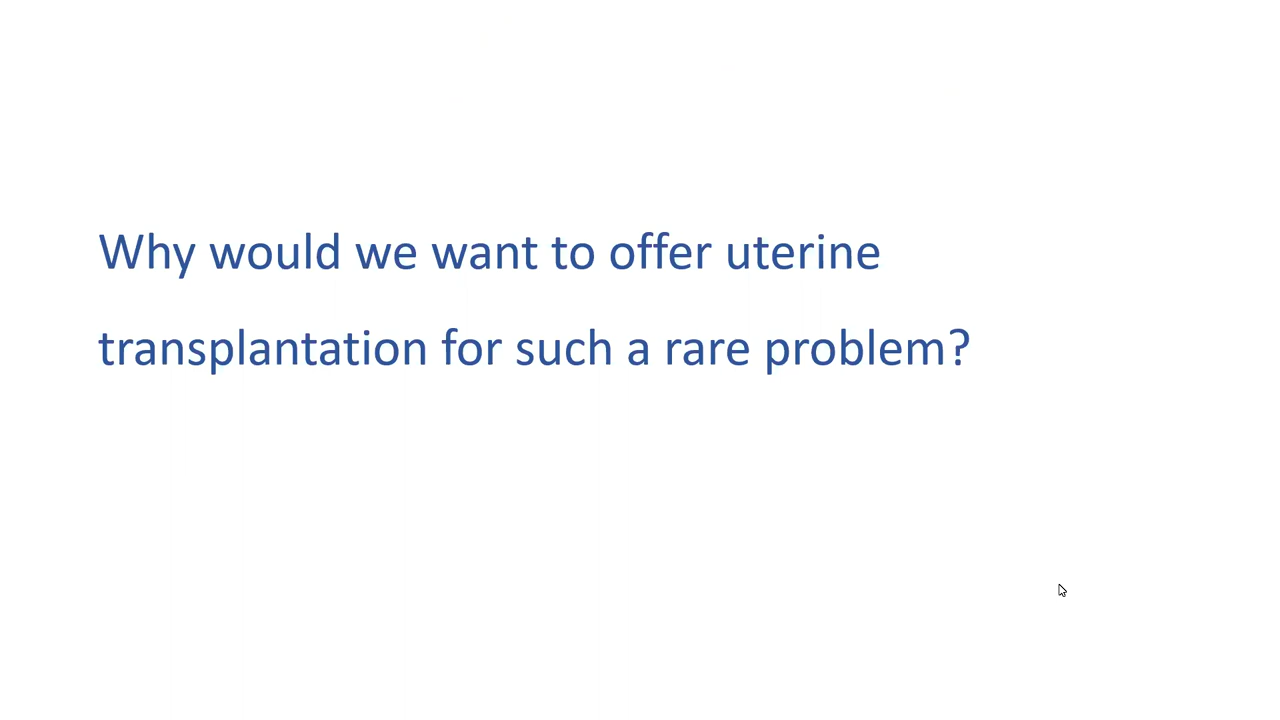 Why would we want to offer uterine
transplantation for such a rare problem?